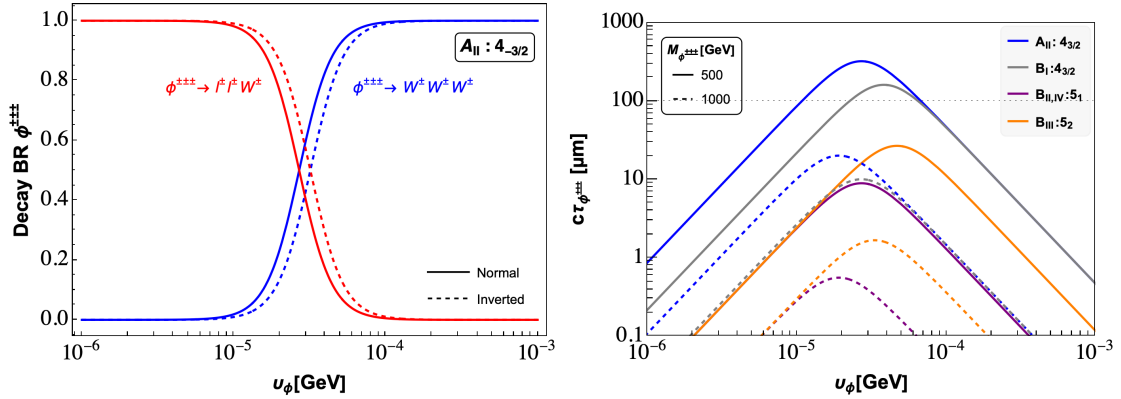 1.0
0.8
0.6
0.4
0.2
0.0
Decay BR ϕ±±±
A_II : 4_-3/2
ϕ±±± → l± l± W±
ϕ±±± → W± W± W±
Normal
Inverted
10^-6
10^-5
10^-4
10^-3
υ_ϕ[GeV]
1000
100
10
1
0.1
cτ_ϕ±±± [μm]
M_ϕ±±± [GeV]
500
1000
A_II : 4_3/2
B_I : 4_3/2
B_II,IV : 5_1
B_III : 5_2
10^-6
10^-5
10^-4
10^-3
υ_ϕ[GeV]